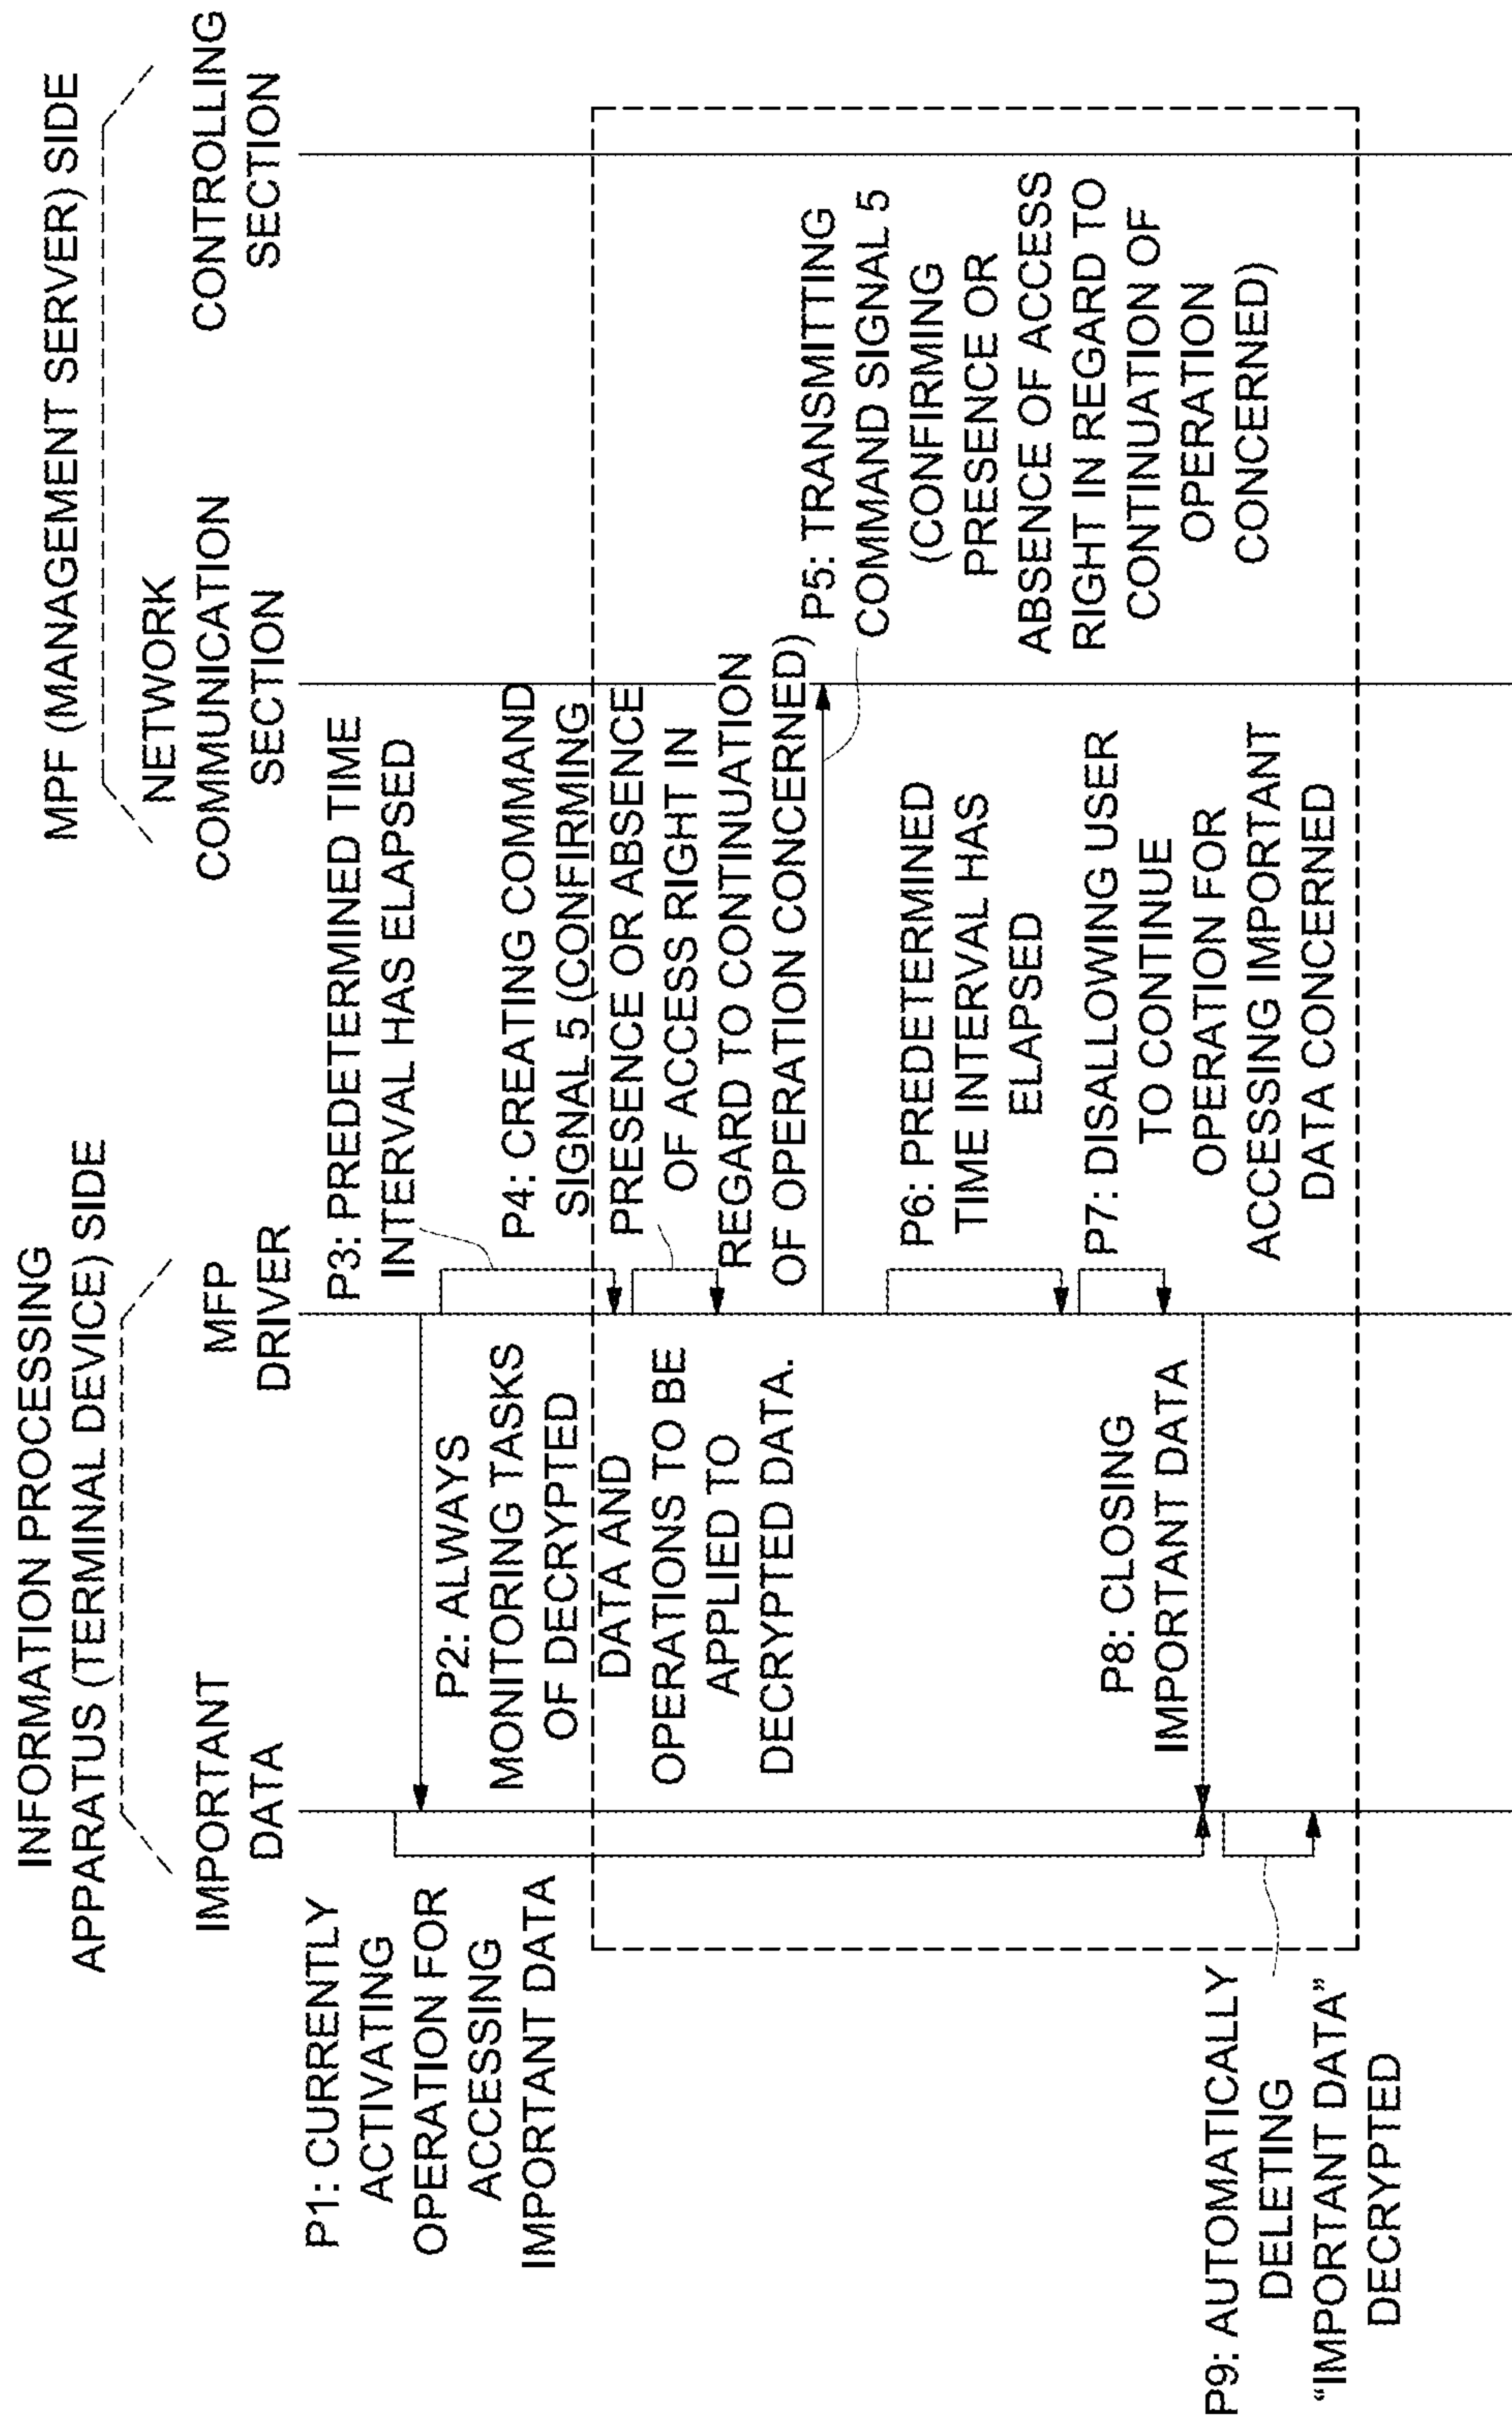 INFORMATION PROCESSING
APPARATUS (TERMINAL DEVICE) SIDE
MPF (MANAGEMENT SERVER) SIDE
IMPORTANT
DATA
MFP
DRIVER
NETWORK
COMMUNICATION
SECTION
CONTROLLING
SECTION
P1: CURRENTLY
ACTIVATING
OPERATION FOR
ACCESSING
IMPORTANT DATA
P2: ALWAYS
MONITORING TASKS
OF DECRYPTED
DATA AND
OPERATIONS TO BE
APPLIED TO
DECRYPTED DATA.
P3: PREDETERMINED TIME
INTERVAL HAS ELAPSED
P4: CREATING COMMAND
SIGNAL 5 (CONFIRMING
PRESENCE OR ABSENCE
OF ACCESS RIGHT IN
REGARD TO CONTINUATION
OF OPERATION CONCERNED)
P5: TRANSMITTING
COMMAND SIGNAL 5
(CONFIRMING
PRESENCE OR
ABSENCE OF ACCESS
RIGHT IN REGARD TO
CONTINUATION OF
OPERATION
CONCERNED)
P6: PREDETERMINED
TIME INTERVAL HAS
ELAPSED
P7: DISALLOWING USER
TO CONTINUE
OPERATION FOR
ACCESSING IMPORTANT
DATA CONCERNED
P8: CLOSING
IMPORTANT DATA
P9: AUTOMATICALLY
DELETING
“IMPORTANT DATA”
DECRYPTED